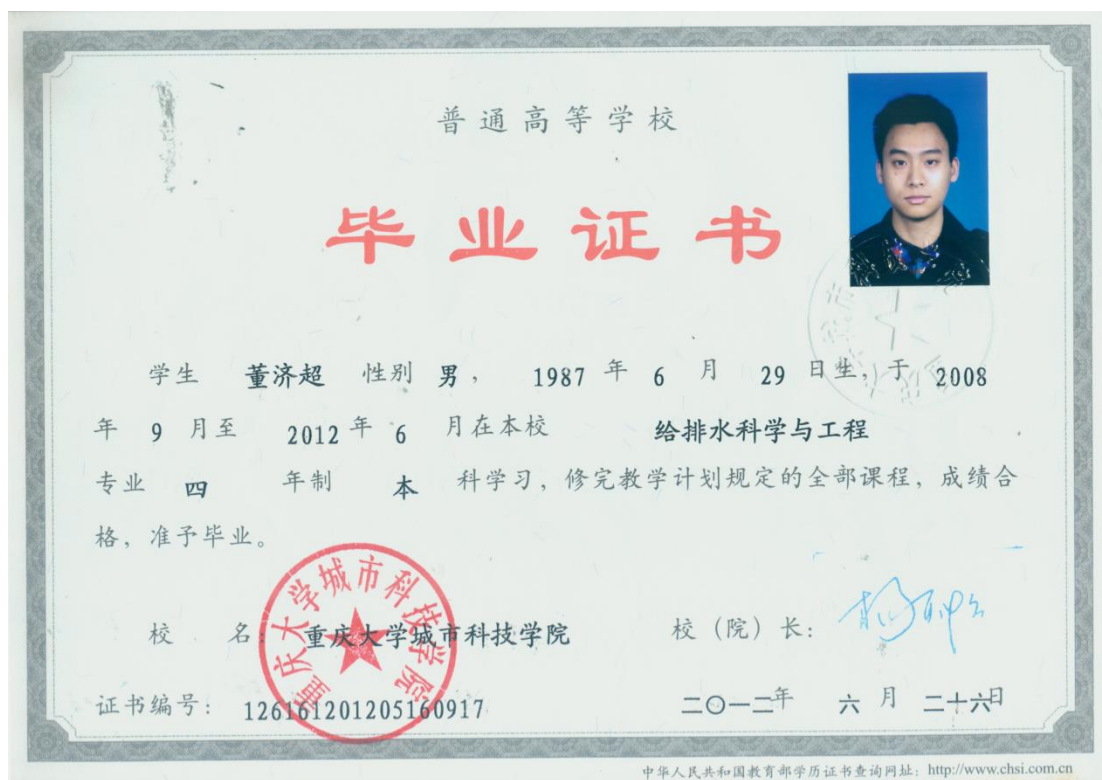 普通高等学校
毕业证书
学生 董济超 性别 男， 1987 年 6 月 29 日生，于 2008
年 9 月至 2012 年 6 月在本校 给排水科学与工程
专业 四 年制 本 科学习，修完教学计划规定的全部课程，成绩合
格，准予毕业。
重庆大学城市科技学院
校 名：重庆大学城市科技学院 校（院）长：
证书编号：126161201205160917 二〇一二年 六 月 二十六日
中华人民共和国教育部学历证书查询网址：http://www.chsi.com.cn